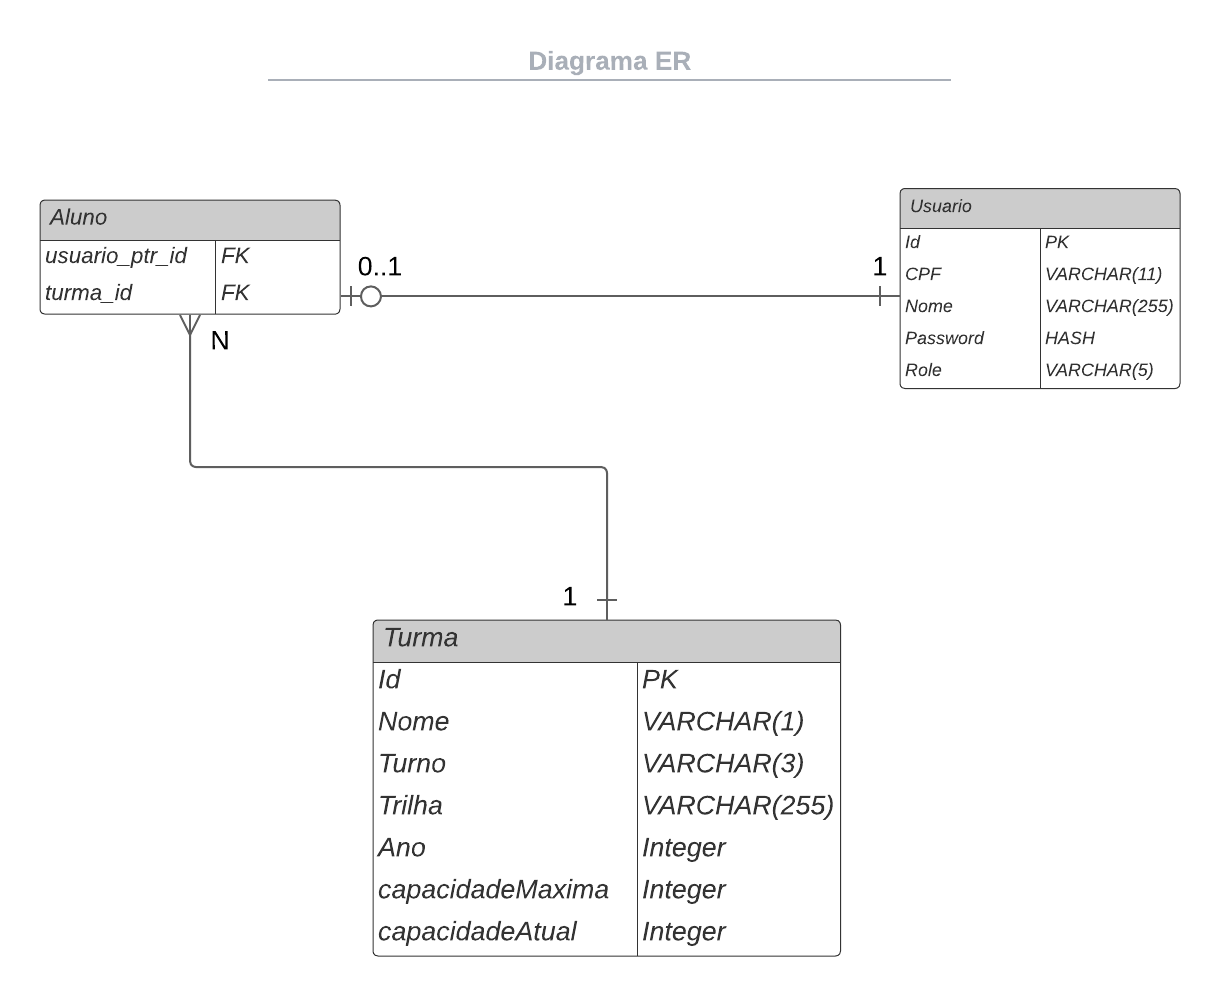 Diagrama ER
Aluno
usuario_ptr_id FK
turma_id FK
0..1
1
N
Usuario
Id PK
CPF VARCHAR(11)
Nome VARCHAR(255)
Password HASH
Role VARCHAR(5)
1
Turma
Id PK
Nome VARCHAR(1)
Turno VARCHAR(3)
Trilha VARCHAR(255)
Ano Integer
capacidadeMaxima Integer
capacidadeAtual Integer